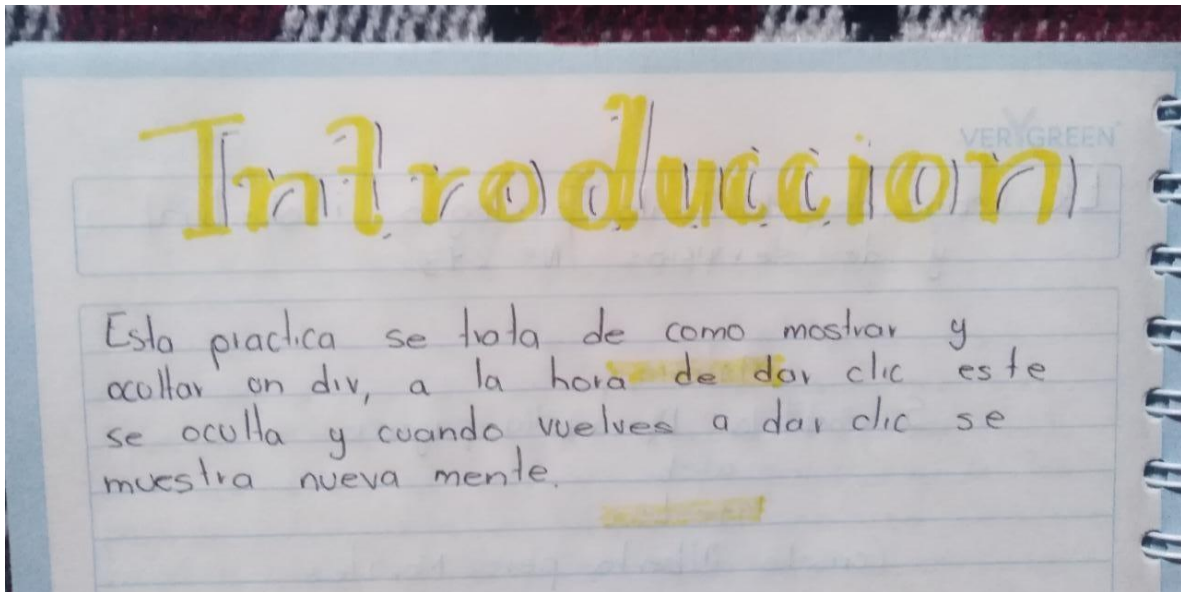 VERYGREEN
Introduccion
Esta practica se trata de como mostrar y
ocultar un div, a la hora de dar clic este
se oculta y cuando vuelves a dar clic se
muestra nueva mente.